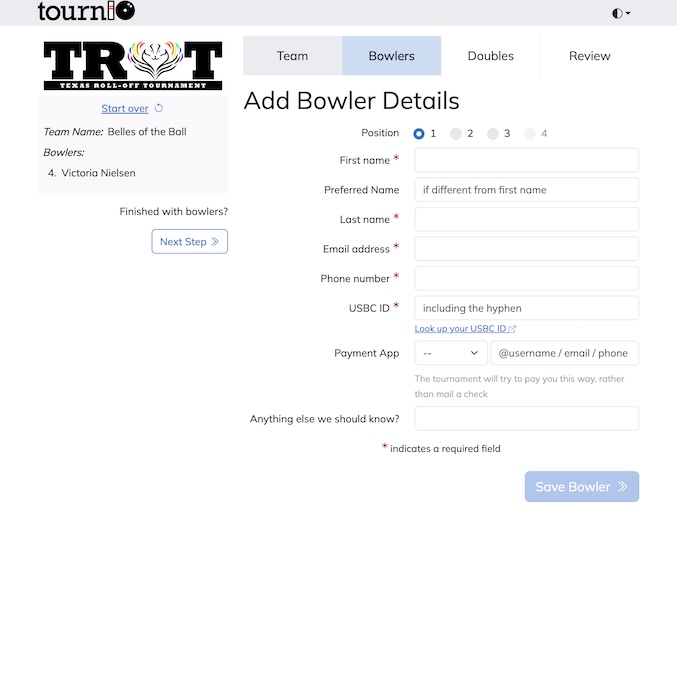 tournio
TROT
TEXAS ROLL-OFF TOURNAMENT
Start over
Team Name: Belles of the Ball
Bowlers:
4. Victoria Nielsen
Finished with bowlers?
Next Step
Team Bowlers Doubles Review
Add Bowler Details
Position 1 2 3 4
First name *
Preferred Name if different from first name
Last name *
Email address *
Phone number *
USBC ID * including the hyphen
Look up your USBC ID
Payment App -- @username / email / phone
The tournament will try to pay you this way, rather
than mail a check
Anything else we should know?
* indicates a required field
Save Bowler